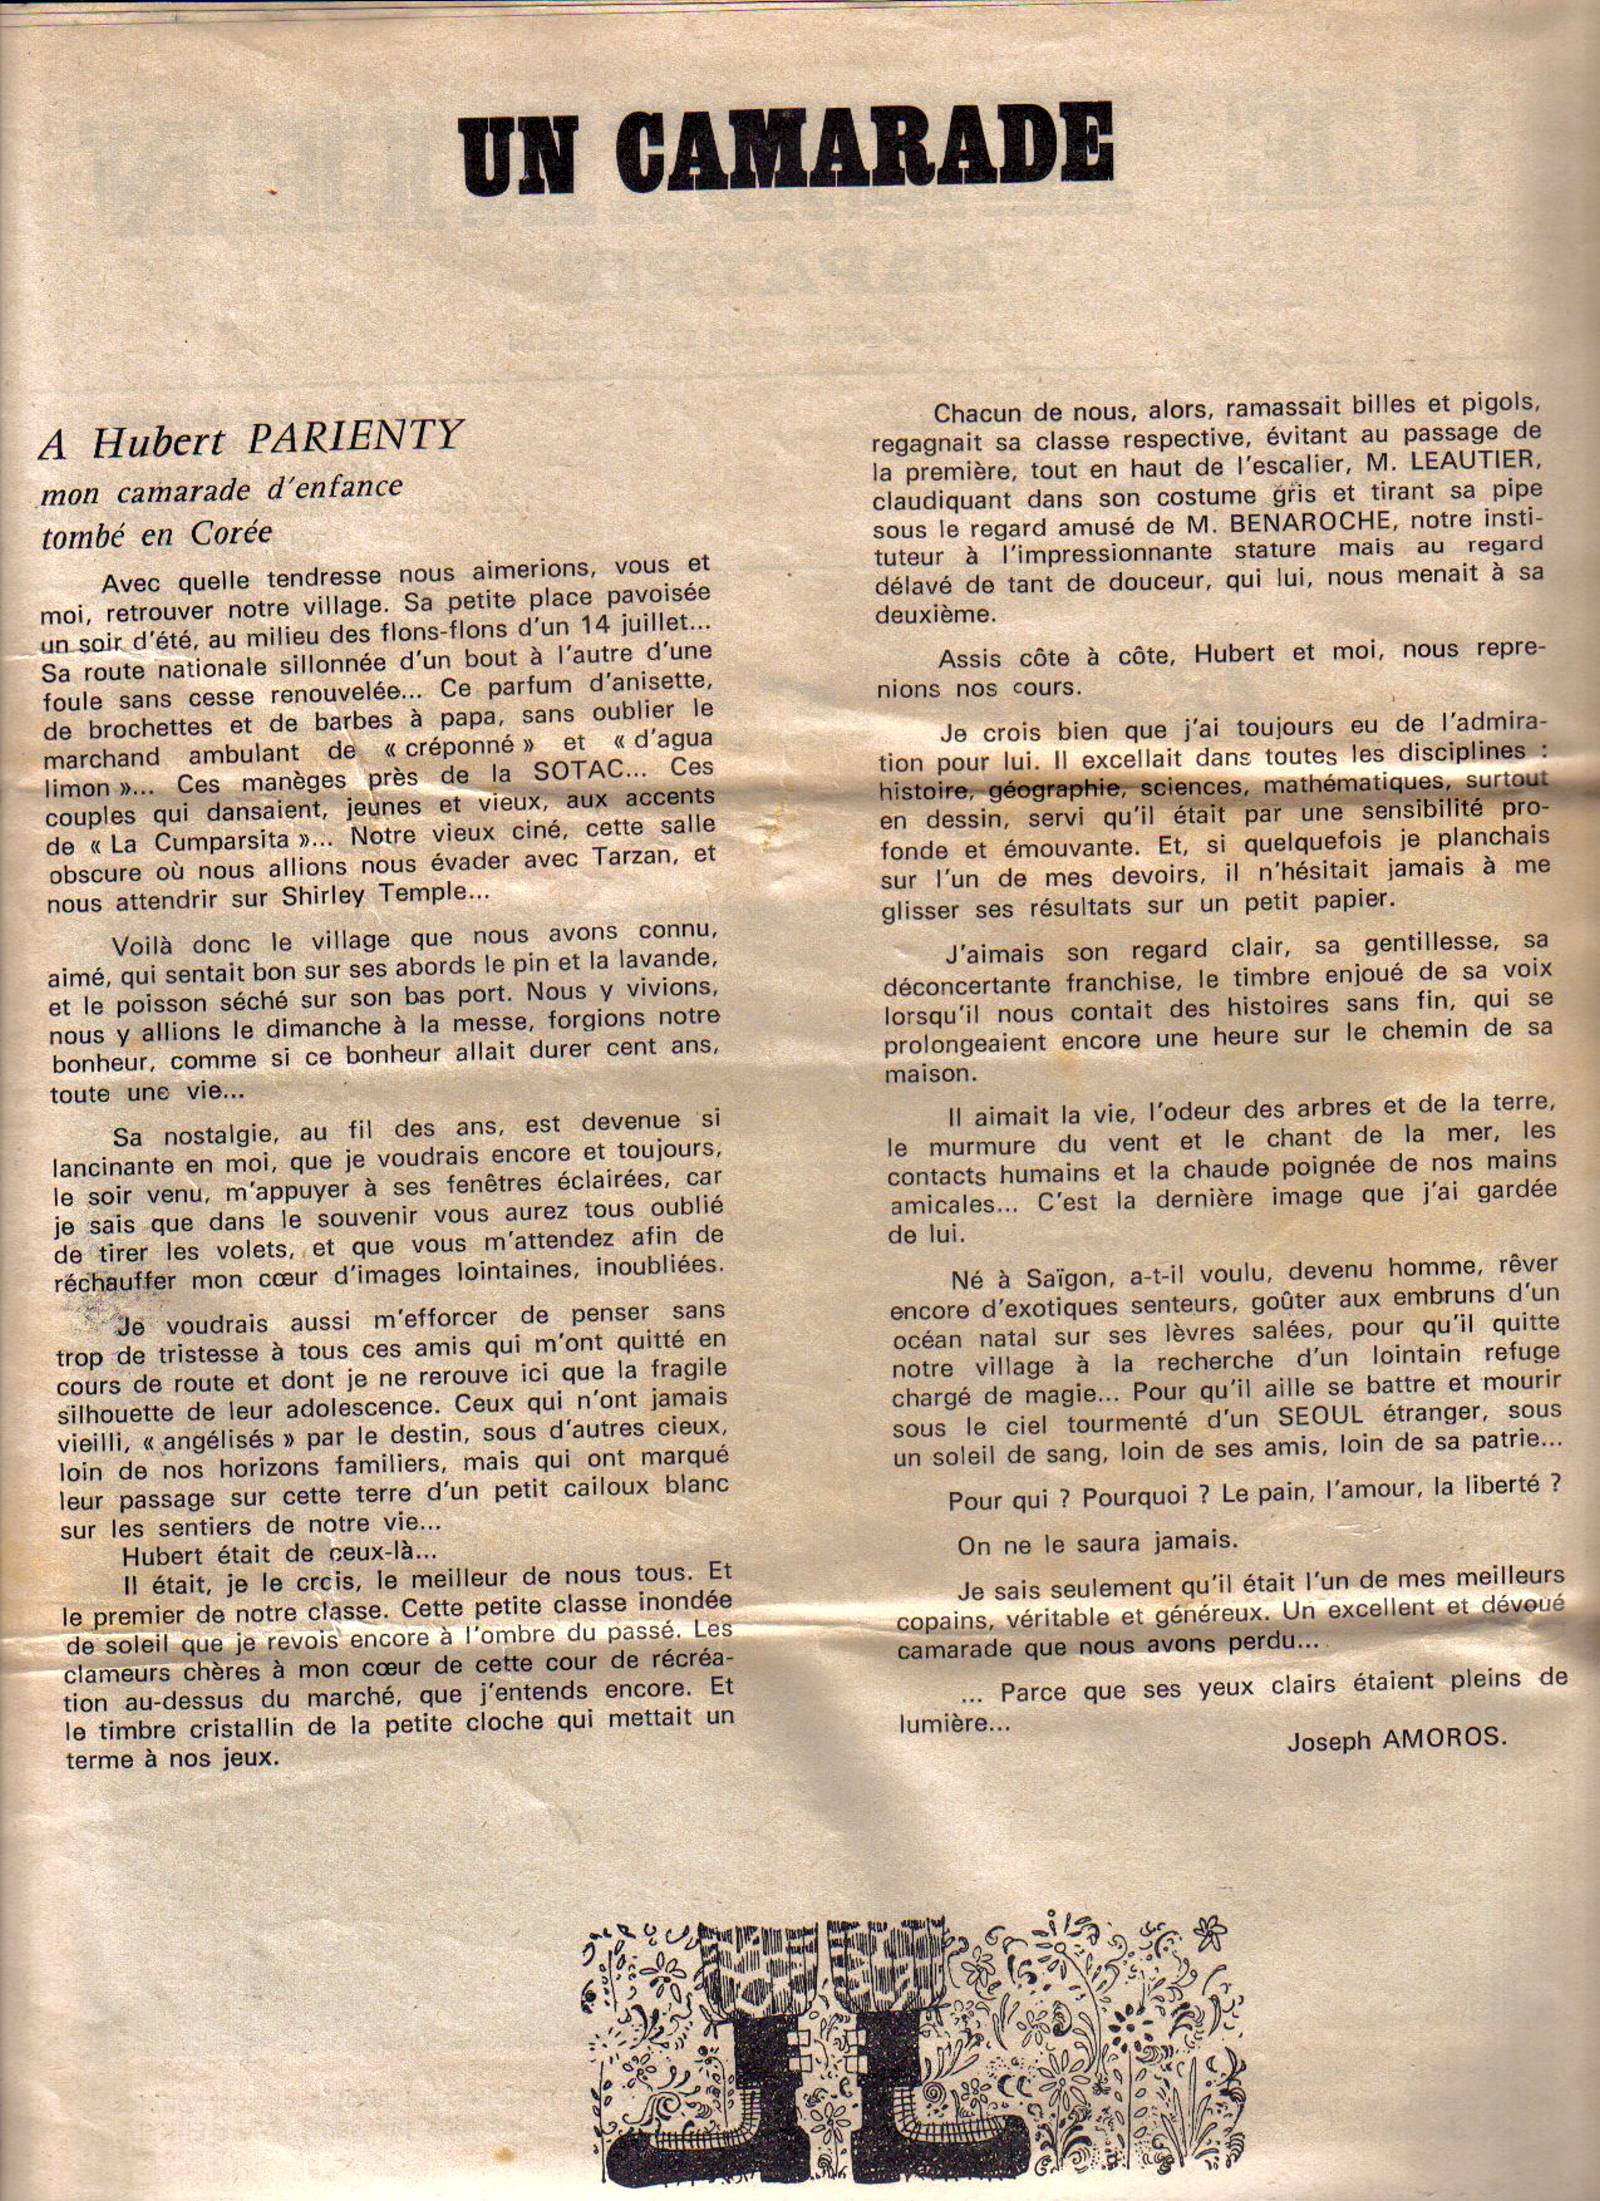 UN CAMARADE
A Hubert PARIENTY
mon camarade d'enfance
tombé en Corée
Avec quelle tendresse nous aimerions, vous et
moi, retrouver notre village. Sa petite place pavoisée
un soir d'été, au milieu des flons-flons d'un 14 juillet...
Sa route nationale sillonnée d'un bout à l'autre d'une
foule sans cesse renouvelée... Ce parfum d'anisette,
de brochettes et de barbes à papa, sans oublier le
marchand ambulant de « créponné » et « d'agua
limon »... Ces manèges près de la SOTAC... Ces
couples qui dansaient, jeunes et vieux, aux accents
de « La Cumparsita »... Notre vieux ciné, cette salle
obscure où nous allions nous évader avec Tarzan, et
nous attendrir sur Shirley Temple...
Voilà donc le village que nous avons connu,
aimé, qui sentait bon sur ses abords le pin et la lavande,
et le poisson séché sur son bas port. Nous y vivions,
nous y allions le dimanche à la messe, forgions notre
bonheur, comme si ce bonheur allait durer cent ans,
toute une vie...
Sa nostalgie, au fil des ans, est devenue si
lancinante en moi, que je voudrais encore et toujours,
le soir venu, m'appuyer à ses fenêtres éclairées, car
je sais que dans le souvenir vous aurez tous oublié
de tirer les volets, et que vous m'attendez afin de
réchauffer mon cœur d'images lointaines, inoubliées.
Je voudrais aussi m'efforcer de penser sans
trop de tristesse à tous ces amis qui m'ont quitté en
cours de route et dont je ne rerouve ici que la fragile
silhouette de leur adolescence. Ceux qui n'ont jamais
vieilli, « angélisés » par le destin, sous d'autres cieux,
loin de nos horizons familiers, mais qui ont marqué
leur passage sur cette terre d'un petit cailoux blanc
sur les sentiers de notre vie...
Hubert était de ceux-là...
Il était, je le crois, le meilleur de nous tous. Et
le premier de notre classe. Cette petite classe inondée
de soleil que je revois encore à l'ombre du passé. Les
clameurs chères à mon cœur de cette cour de récréa-
tion au-dessus du marché, que j'entends encore. Et
le timbre cristallin de la petite cloche qui mettait un
terme à nos jeux.
Chacun de nous, alors, ramassait billes et pigols,
regagnait sa classe respective, évitant au passage de
la première, tout en haut de l'escalier, M. LEAUTIER,
claudiquant dans son costume gris et tirant sa pipe
sous le regard amusé de M. BENAROCHE, notre insti-
tuteur à l'impressionnante stature mais au regard
délavé de tant de douceur, qui lui, nous menait à sa
deuxième.
Assis côte à côte, Hubert et moi, nous repre-
nions nos cours.
Je crois bien que j'ai toujours eu de l'admira-
tion pour lui. Il excellait dans toutes les disciplines :
histoire, géographie, sciences, mathématiques, surtout
en dessin, servi qu'il était par une sensibilité pro-
fonde et émouvante. Et, si quelquefois je planchais
sur l'un de mes devoirs, il n'hésitait jamais à me
glisser ses résultats sur un petit papier.
J'aimais son regard clair, sa gentillesse, sa
déconcertante franchise, le timbre enjoué de sa voix
lorsqu'il nous contait des histoires sans fin, qui se
prolongeaient encore une heure sur le chemin de sa
maison.
Il aimait la vie, l'odeur des arbres et de la terre,
le murmure du vent et le chant de la mer, les
contacts humains et la chaude poignée de nos mains
amicales... C'est la dernière image que j'ai gardée
de lui.
Né à Saïgon, a-t-il voulu, devenu homme, rêver
encore d'exotiques senteurs, goûter aux embruns d'un
océan natal sur ses lèvres salées, pour qu'il quitte
notre village à la recherche d'un lointain refuge
chargé de magie... Pour qu'il aille se battre et mourir
sous le ciel tourmenté d'un SEOUL étranger, sous
un soleil de sang, loin de ses amis, loin de sa patrie...
Pour qui ? Pourquoi ? Le pain, l'amour, la liberté ?
On ne le saura jamais.
Je sais seulement qu'il était l'un de mes meilleurs
copains, véritable et généreux. Un excellent et dévoué
camarade que nous avons perdu...
... Parce que ses yeux clairs étaient pleins de
lumière...
Joseph AMOROS.